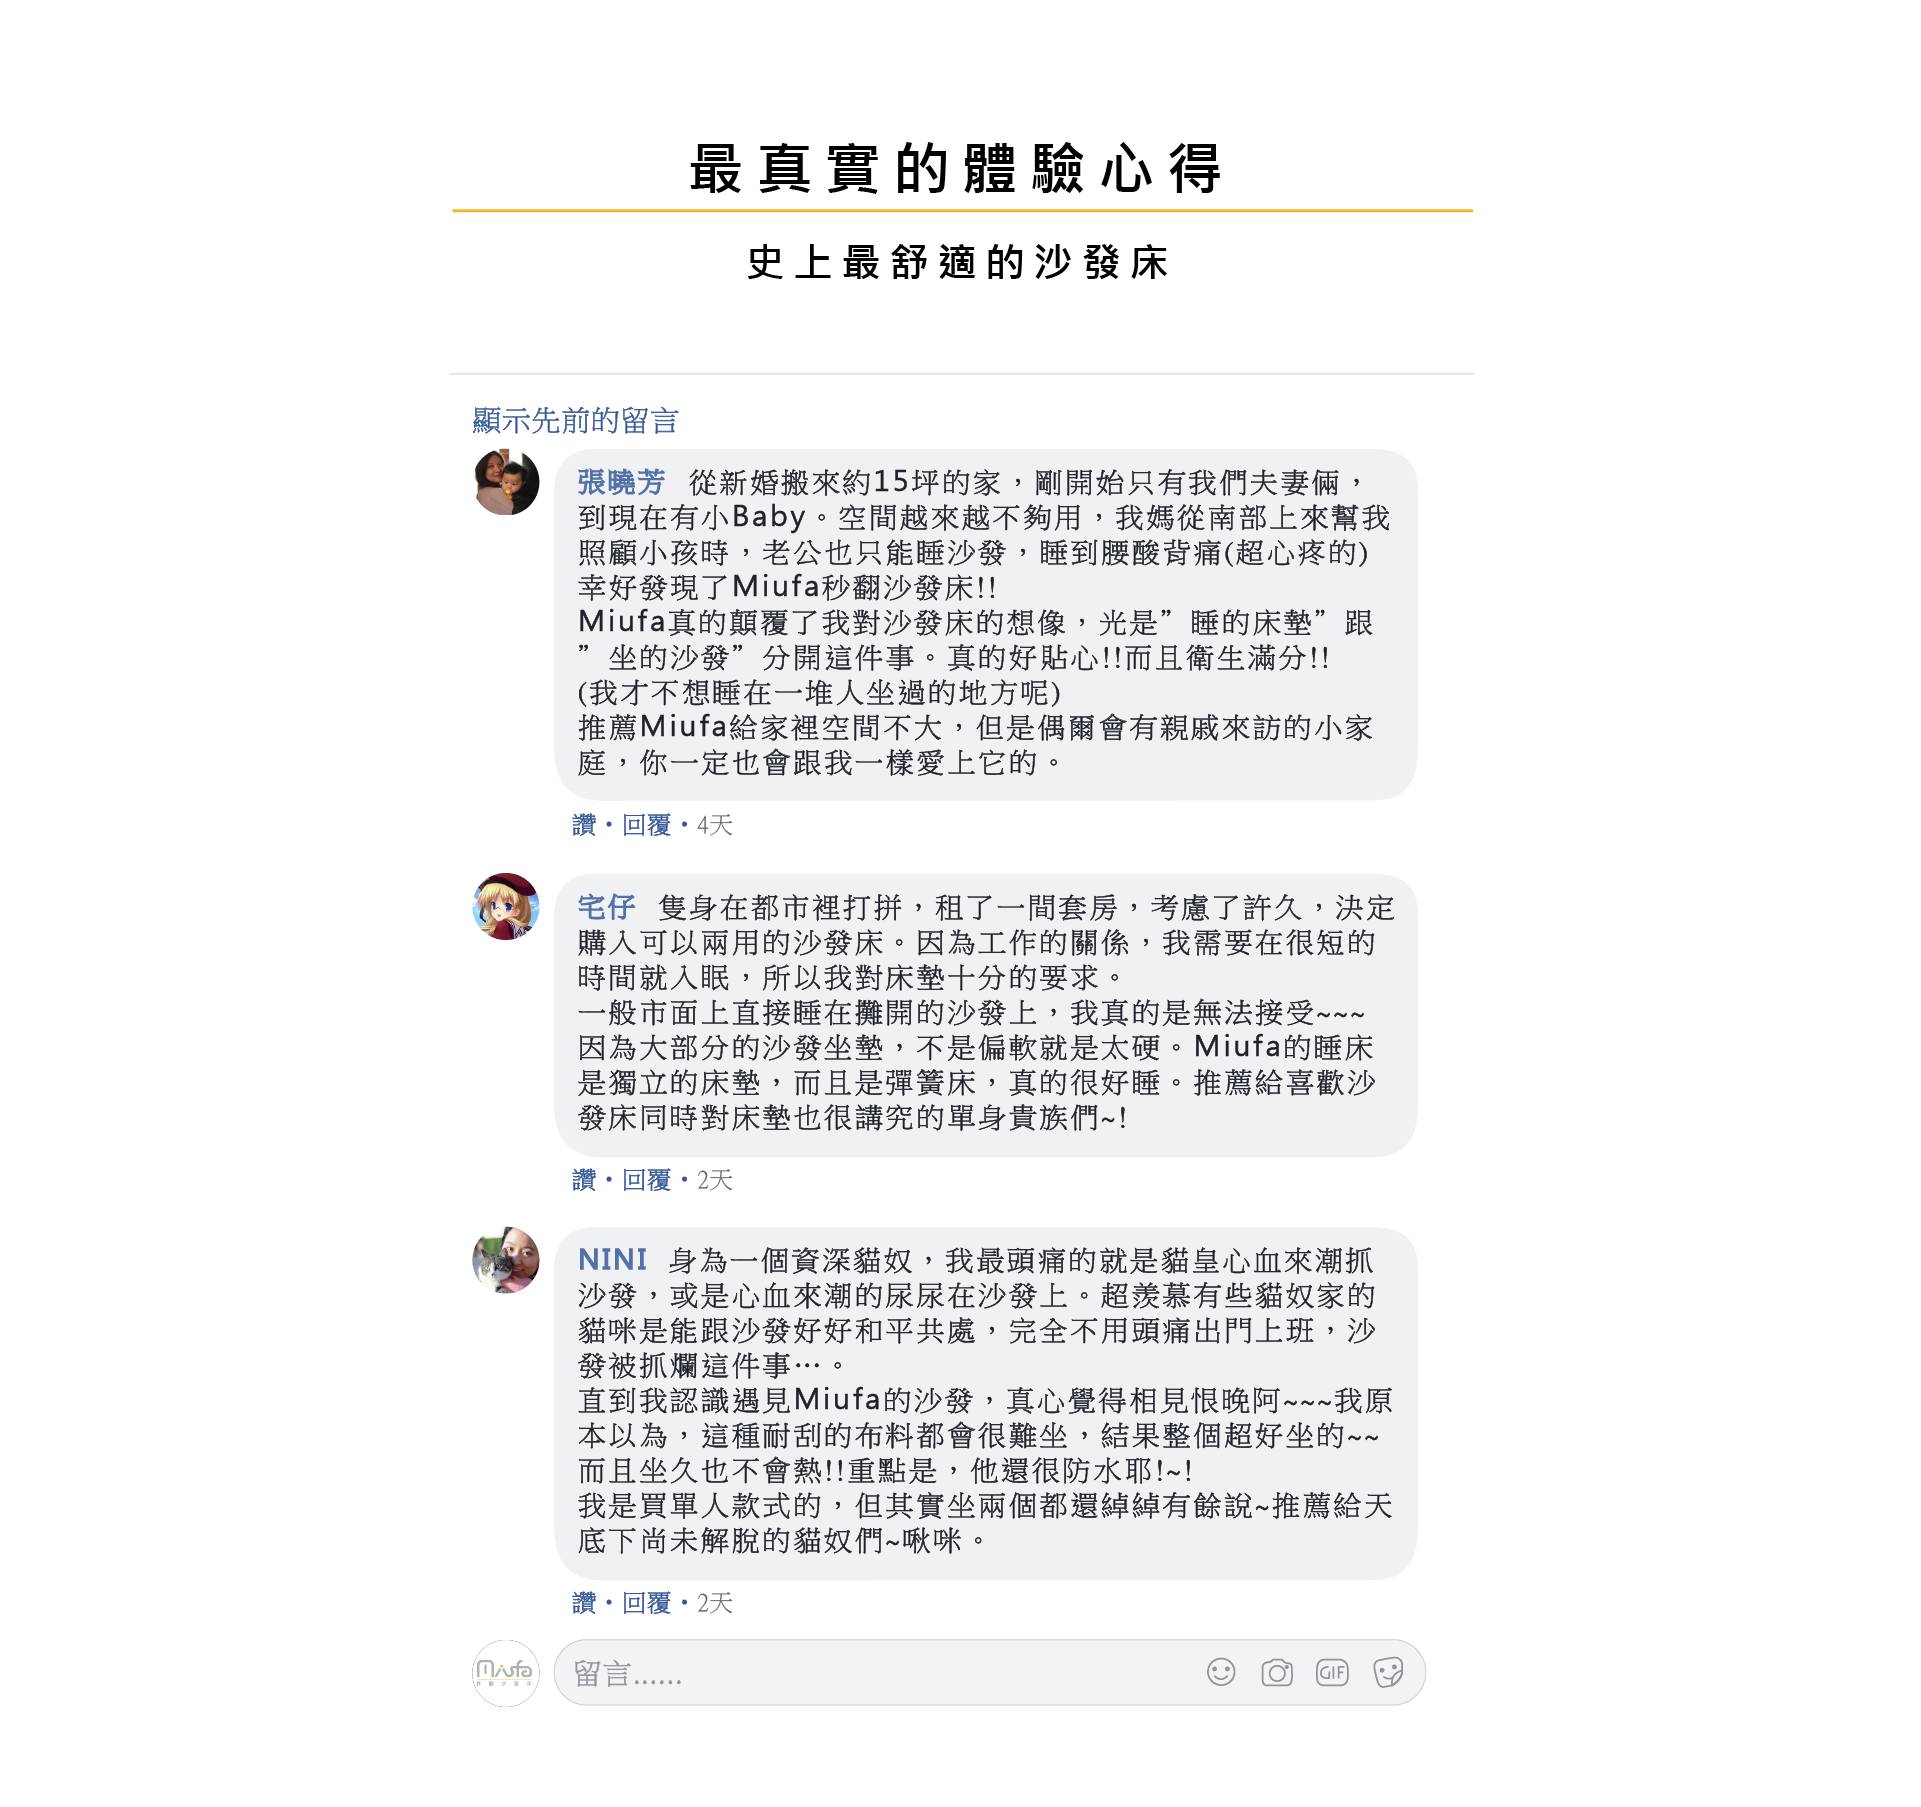 最真實的體驗心得
史上最舒適的沙發床
顯示先前的留言
張曉芳 從新婚搬來約15坪的家，剛開始只有我們夫妻倆，
到現在有小Baby。空間越來越不夠用，我媽從南部上來幫我
照顧小孩時，老公也只能睡沙發，睡到腰酸背痛(超心疼的)
幸好發現了Miufa秒翻沙發床!!
Miufa真的顛覆了我對沙發床的想像，光是”睡的床墊”跟
”坐的沙發”分開這件事。真的好貼心!!而且衛生滿分!!
(我才不想睡在一堆人坐過的地方呢)
推薦Miufa給家裡空間不大，但是偶爾會有親戚來訪的小家
庭，你一定也會跟我一樣愛上它的。
讚・回覆・4天
宅仔 隻身在都市裡打拼，租了一間套房，考慮了許久，決定
購入可以兩用的沙發床。因為工作的關係，我需要在很短的
時間就入眠，所以我對床墊十分的要求。
一般市面上直接睡在攤開的沙發上，我真的是無法接受~~~
因為大部分的沙發坐墊，不是偏軟就是太硬。Miufa的睡床
是獨立的床墊，而且是彈簧床，真的很好睡。推薦給喜歡沙
發床同時對床墊也很講究的單身貴族們~!
讚・回覆・2天
NINI 身為一個資深貓奴，我最頭痛的就是貓皇心血來潮抓
沙發，或是心血來潮的尿尿在沙發上。超羨慕有些貓奴家的
貓咪是能跟沙發好好和平共處，完全不用頭痛出門上班，沙
發被抓爛這件事…。
直到我認識遇見Miufa的沙發，真心覺得相見恨晚阿~~~我原
本以為，這種耐刮的布料都會很難坐，結果整個超好坐的~~
而且坐久也不會熱!!重點是，他還很防水耶!~!
我是買單人款式的，但其實坐兩個都還綽綽有餘說~推薦給天
底下尚未解脫的貓奴們~啾咪。
讚・回覆・2天
Miufa
秒翻沙發床
留言......
GIF